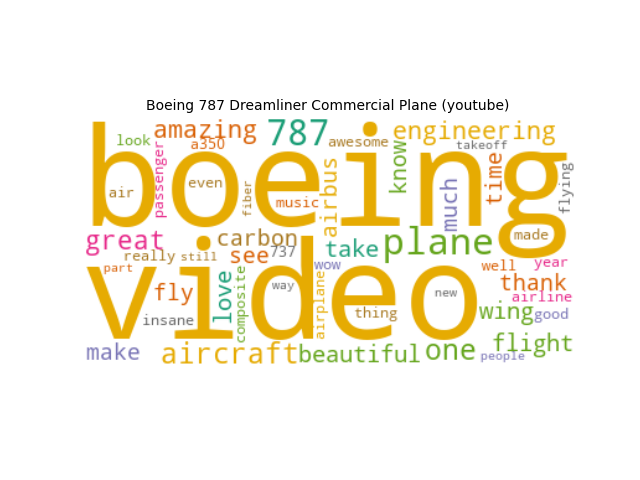 Boeing 787 Dreamliner Commercial Plane (youtube)
look amazing 787 awesome engineering
passenger a350 know takeoff
boeing
air even fiber music airbus much time flying
made
great carbon take plane
really still see 737
part wow well year
video
fly love composite way airplane new thank
airline
insane thing wing good
make aircraft beautiful one flight
people